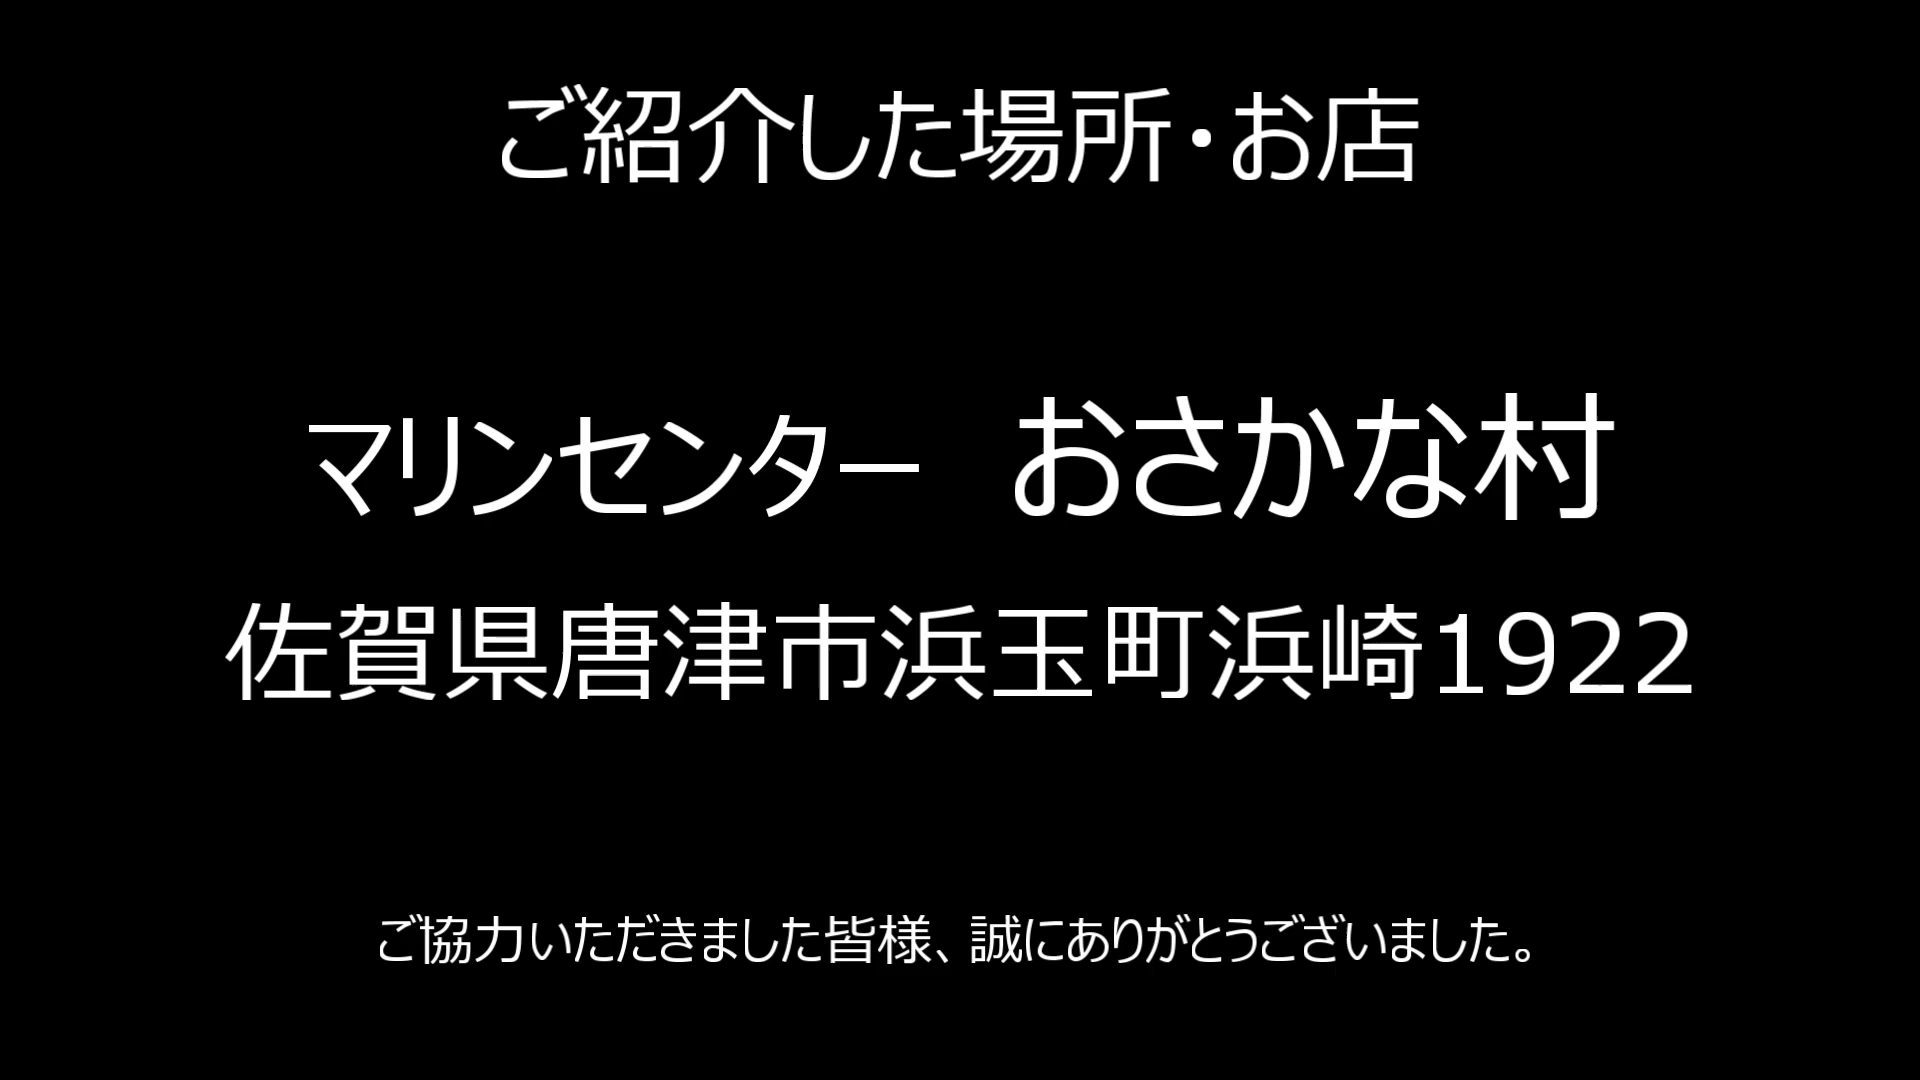 ご紹介した場所・お店
マリンセンター　おさかな村
佐賀県唐津市浜玉町浜崎1922
ご協力いただきました皆様、誠にありがとうございました。